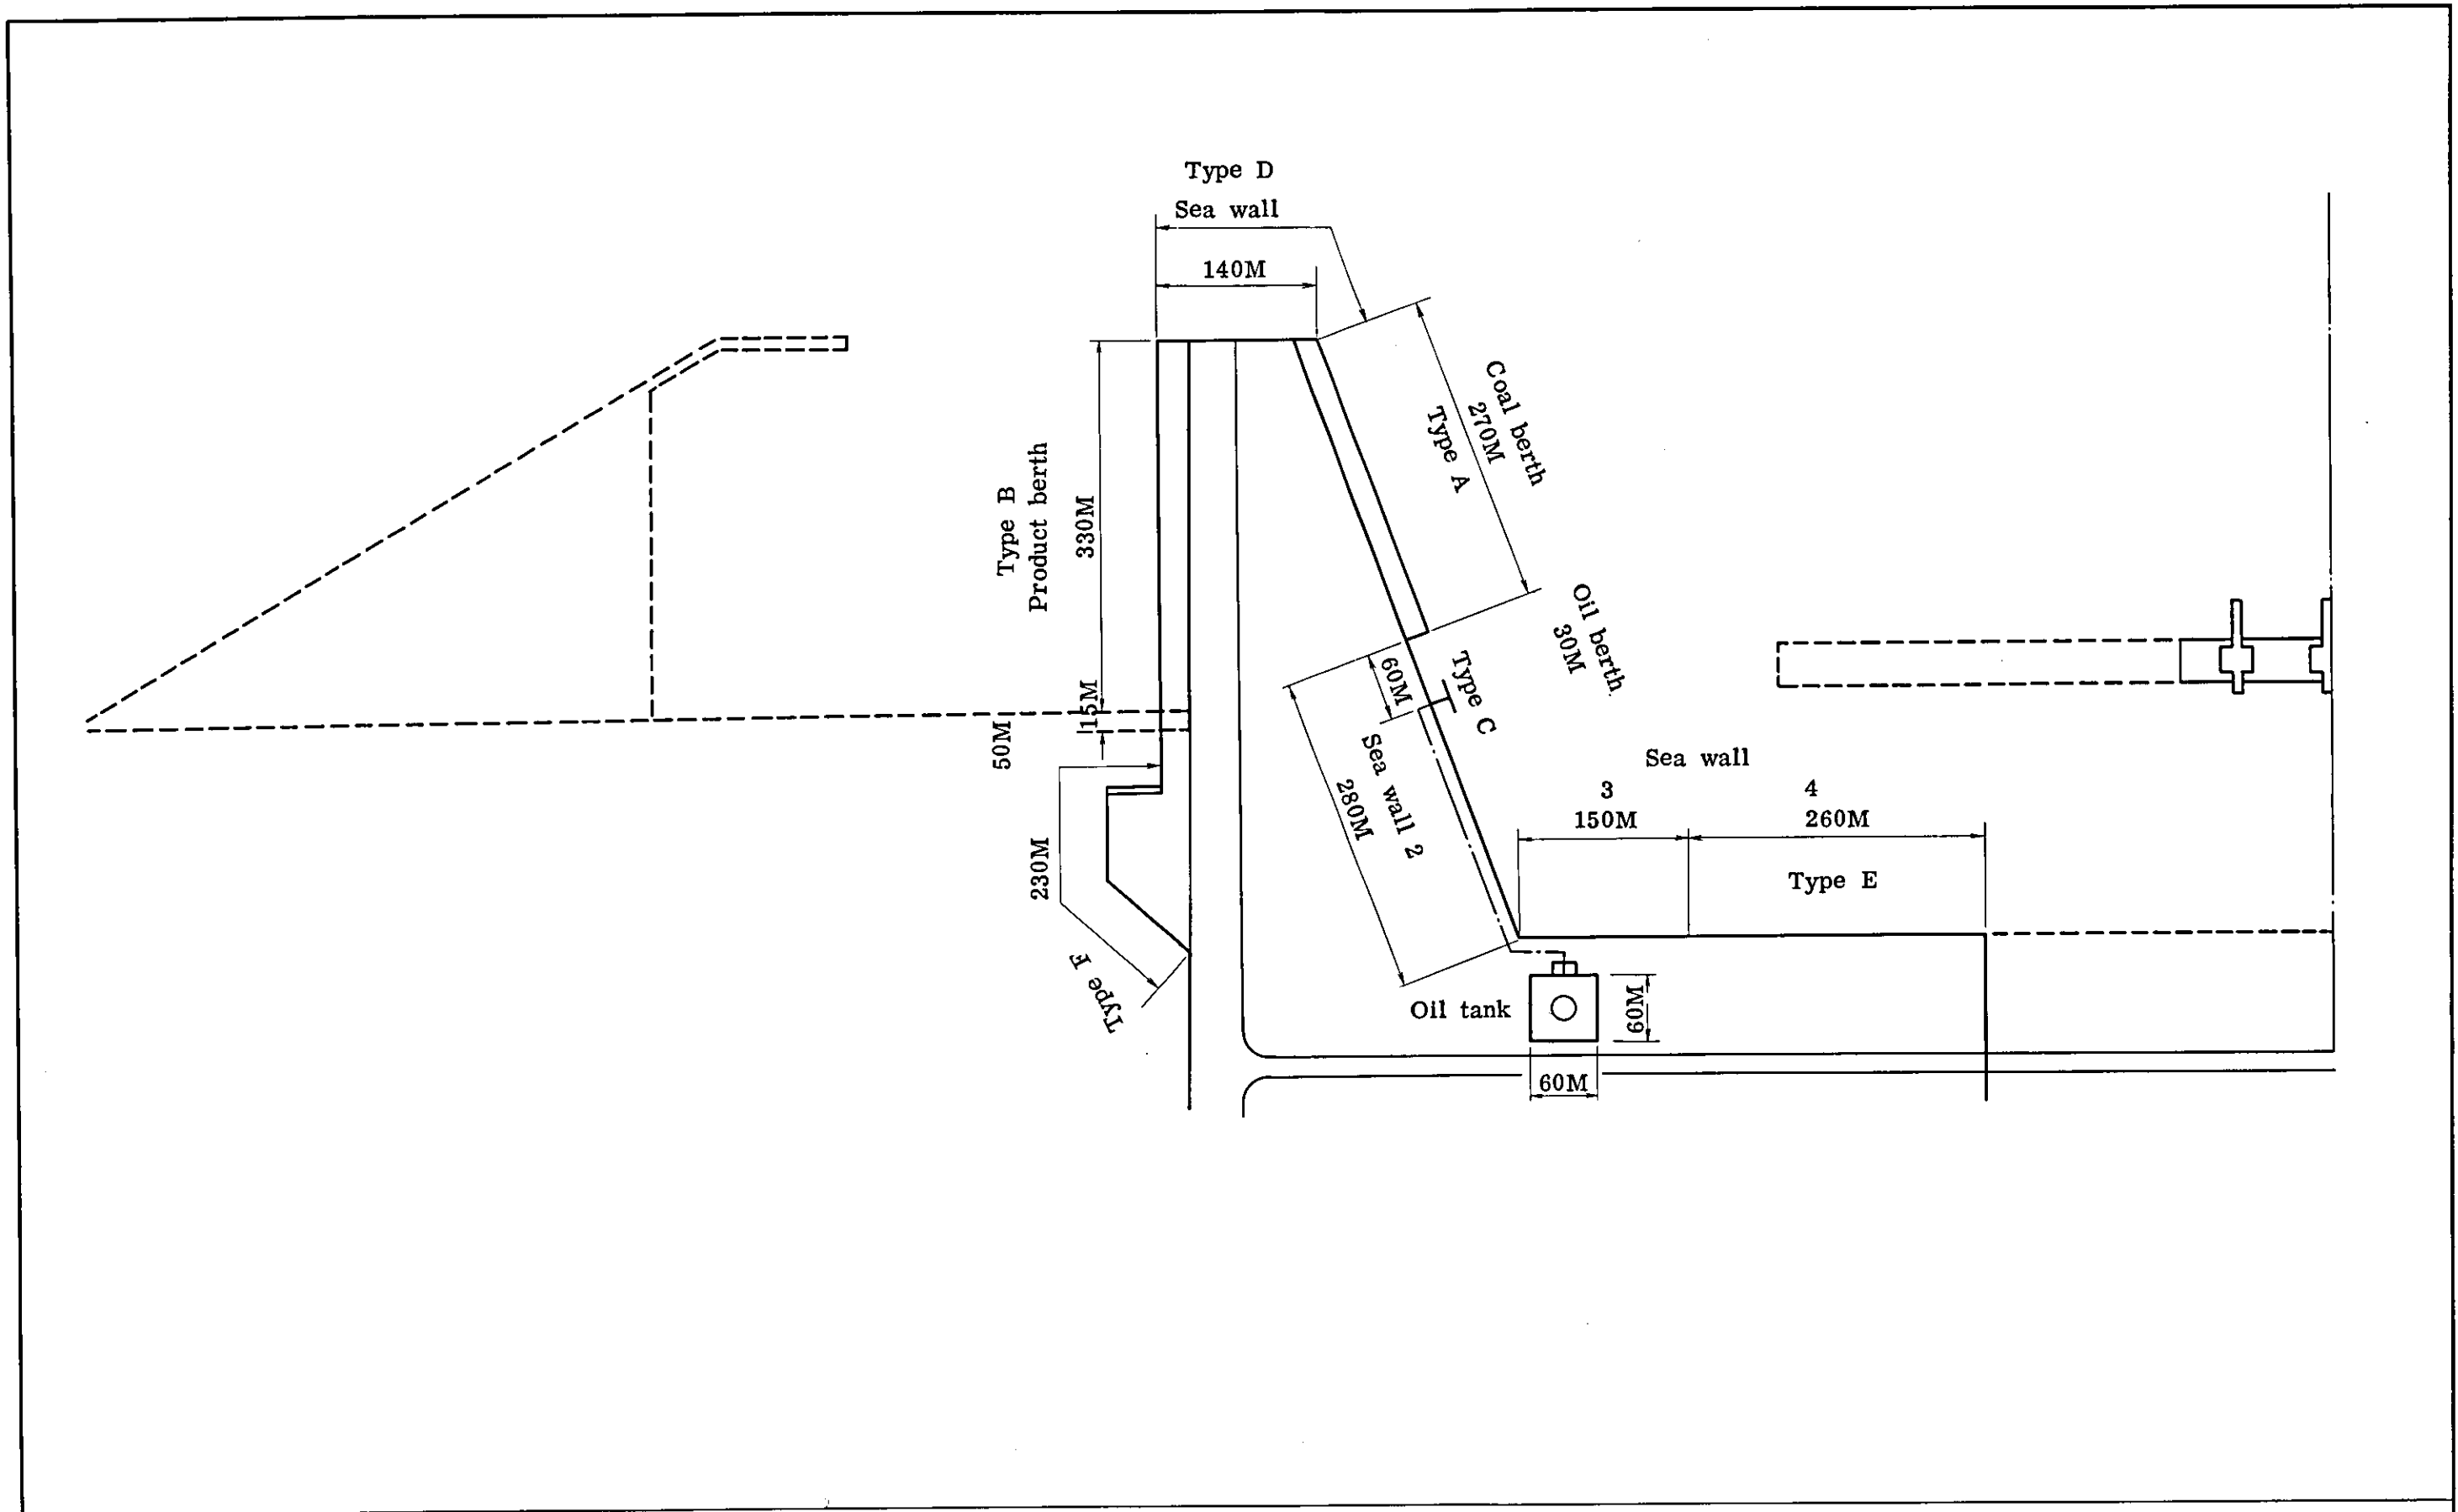 Type D
Sea wall
140M
Coal berth
270M
Type A
Type B
Product berth
330M
15M
50M
Oil berth
30M
Type C
60M
Sea wall 2
280M
Sea wall
3
150M
4
260M
Type E
230M
Type F
Oil tank
60M
60M